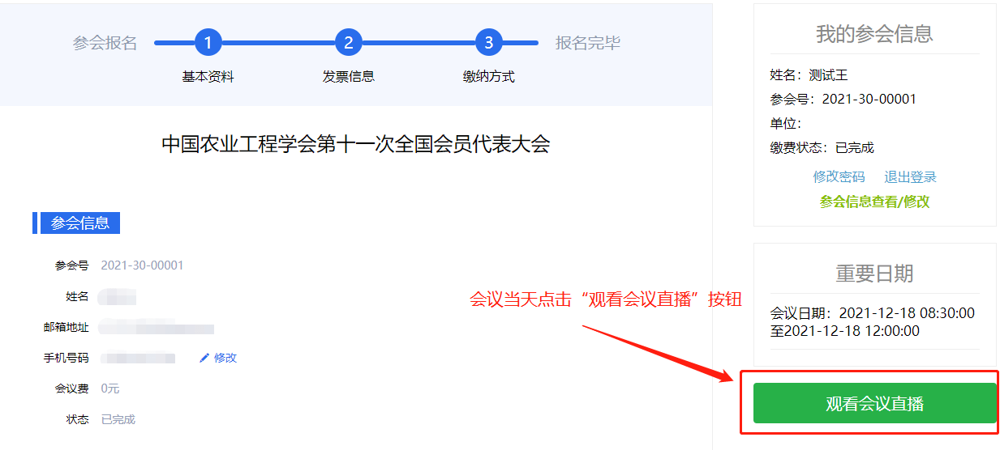 参会报名
1
2
3
报名完毕
基本资料
发票信息
缴纳方式
中国农业工程学会第十一次全国会员代表大会
参会信息
参会号 2021-30-00001
姓名
邮箱地址
手机号码 修改
会议费 0元
状态 已完成
会议当天点击“观看会议直播”按钮
我的参会信息
姓名：测试王
参会号：2021-30-00001
单位：
缴费状态：已完成
修改密码 退出登录
参会信息查看/修改
重要日期
会议日期：2021-12-18 08:30:00
至2021-12-18 12:00:00
观看会议直播